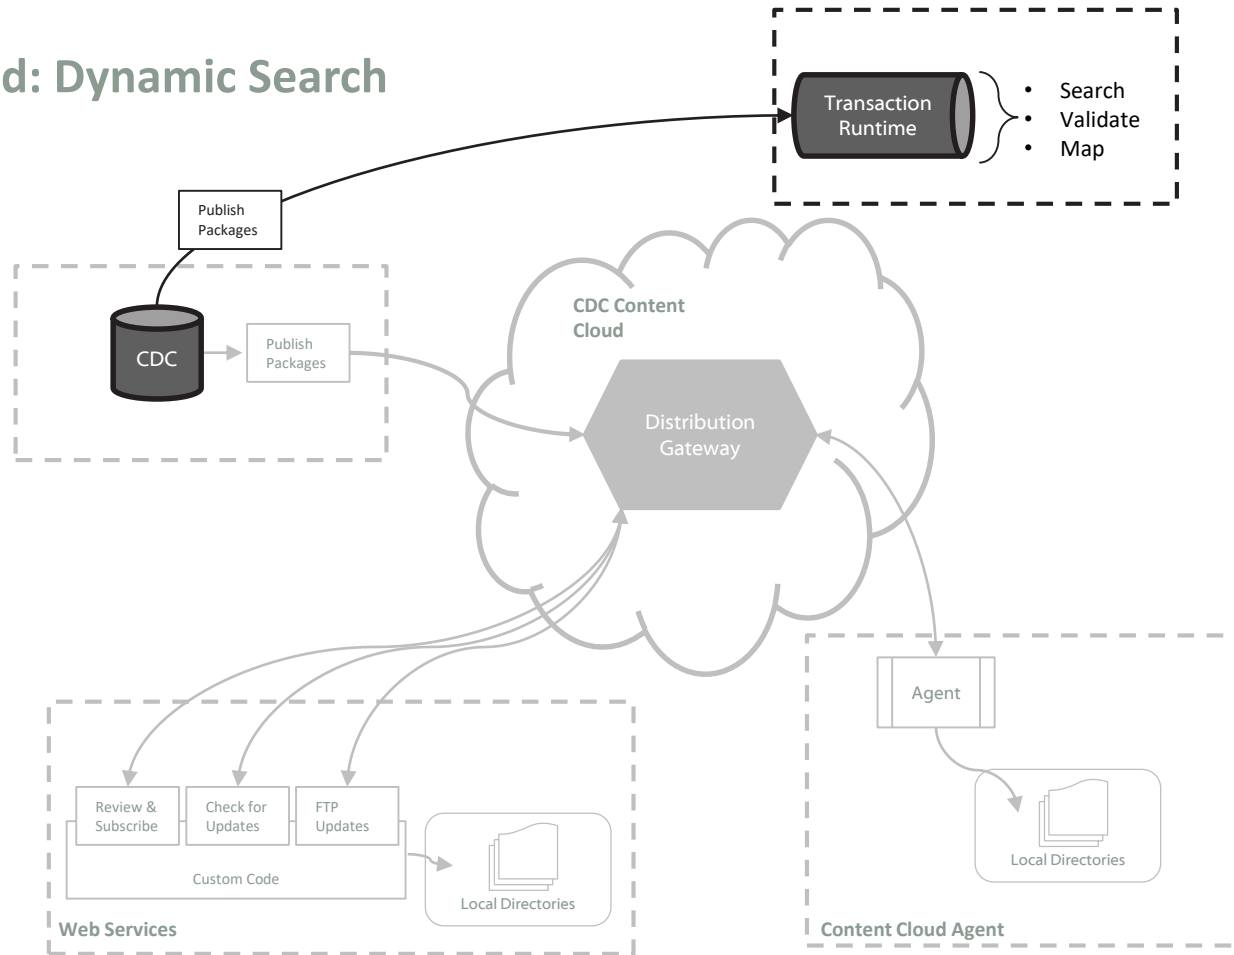 d: Dynamic Search
Transaction
Runtime
• Search
• Validate
• Map
Publish
Packages
CDC Content
Cloud
CDC
Publish
Packages
Distribution
Gateway
Agent
Review &
Subscribe
Check for
Updates
FTP
Updates
Custom Code
Local Directories
Local Directories
Web Services
Content Cloud Agent